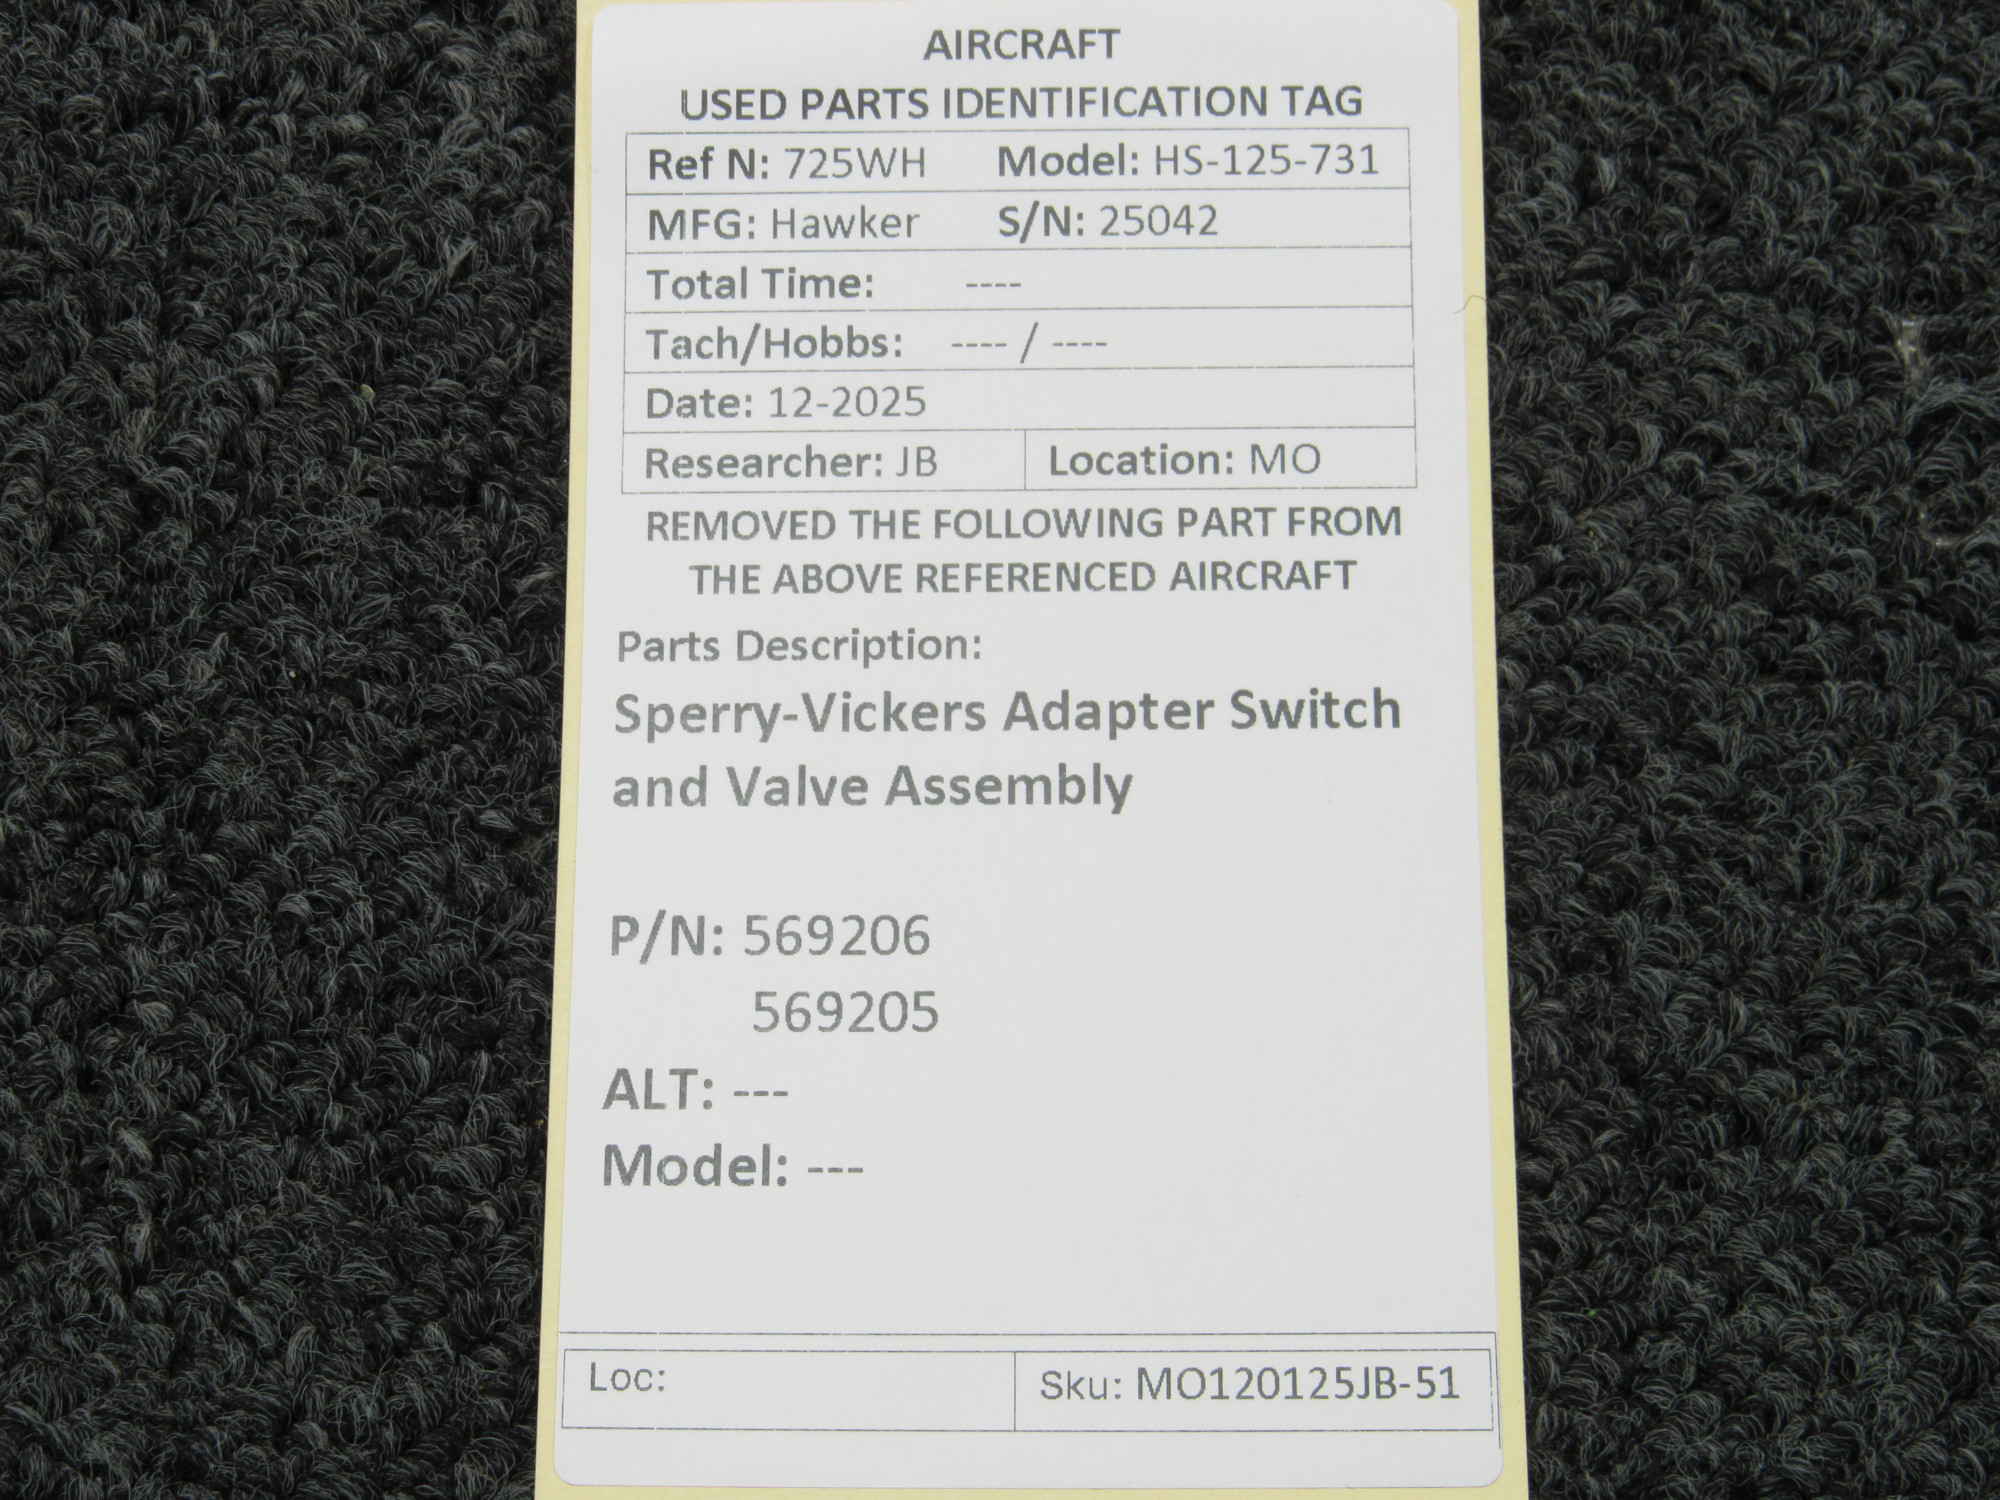 AIRCRAFT
USED PARTS IDENTIFICATION TAG
Ref N: 725WH Model: HS-125-731
MFG: Hawker S/N: 25042
Total Time: ----
Tach/Hobbs: ---- / ----
Date: 12-2025
Researcher: JB Location: MO
REMOVED THE FOLLOWING PART FROM
THE ABOVE REFERENCED AIRCRAFT
Parts Description:
Sperry-Vickers Adapter Switch
and Valve Assembly
P/N: 569206
569205
ALT: ---
Model: ---
Loc: Sku: MO120125JB-51